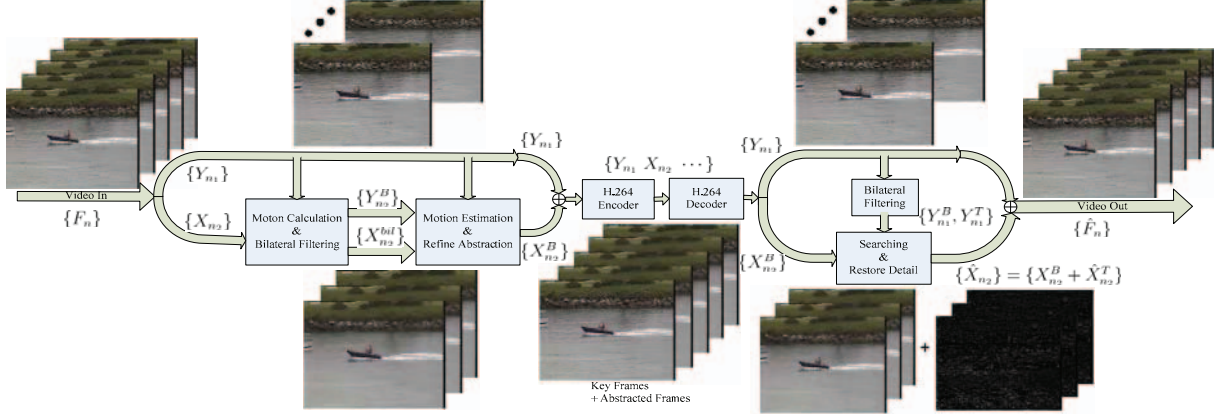 Video In
{F_n}
{Y_{n_1}}
{X_{n_2}}
Moton Calculation
&
Bilateral Filtering
{Y^B_{n_2}}
{X^{bil}_{n_2}}
Motion Estimation
&
Refine Abstraction
{Y_{n_1}}
{X^B_{n_2}}
{Y_{n_1} X_{n_2} ⋯}
H.264
Encoder
H.264
Decoder
Key Frames
+ Abstracted Frames
{Y_{n_1}}
{X^B_{n_2}}
Bilateral
Filtering
{Y^B_{n_1}, Y^T_{n_1}}
Searching
&
Restore Detail
{X̂_{n_2}} = {X^B_{n_2} + X̂^T_{n_2}}
+
Video Out
{F̂_n}